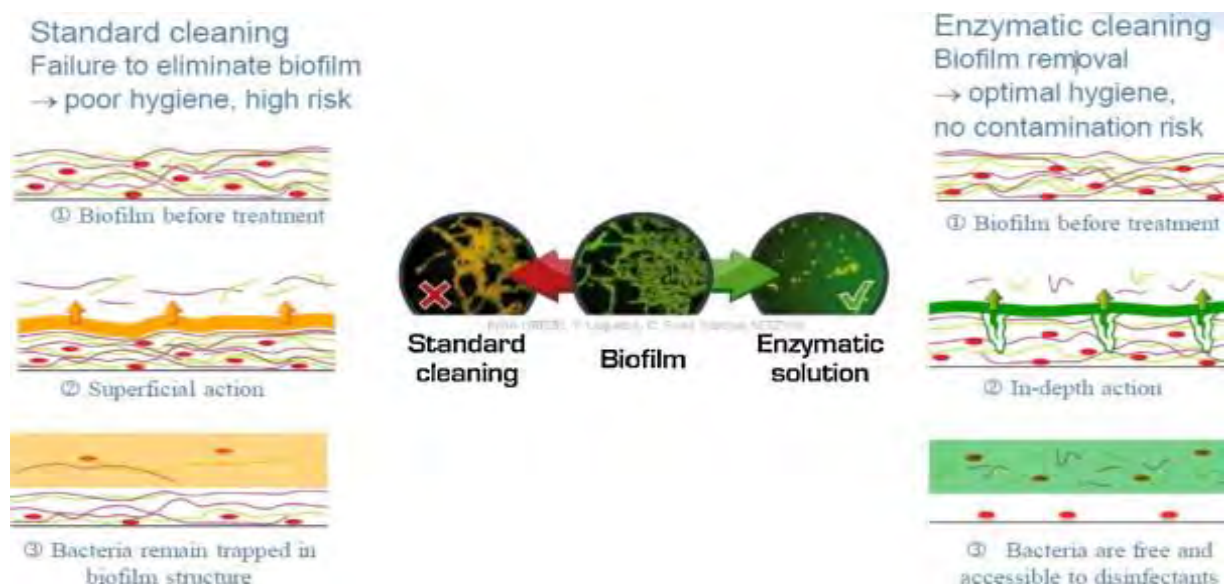 Standard cleaning
Failure to eliminate biofilm
→ poor hygiene, high risk
① Biofilm before treatment
② Superficial action
③ Bacteria remain trapped in
biofilm structure
Standard
cleaning
Biofilm
Enzymatic
solution
Enzymatic cleaning
Biofilm removal
→ optimal hygiene,
no contamination risk
① Biofilm before treatment
② In-depth action
③ Bacteria are free and
accessible to disinfectants